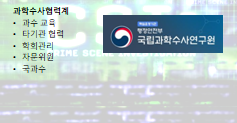 과학수사협력계
• 과수 교육
• 타기관 협력
• 학회관리
• 자문위원
• 국과수
행정안전부
국립과학수사연구원